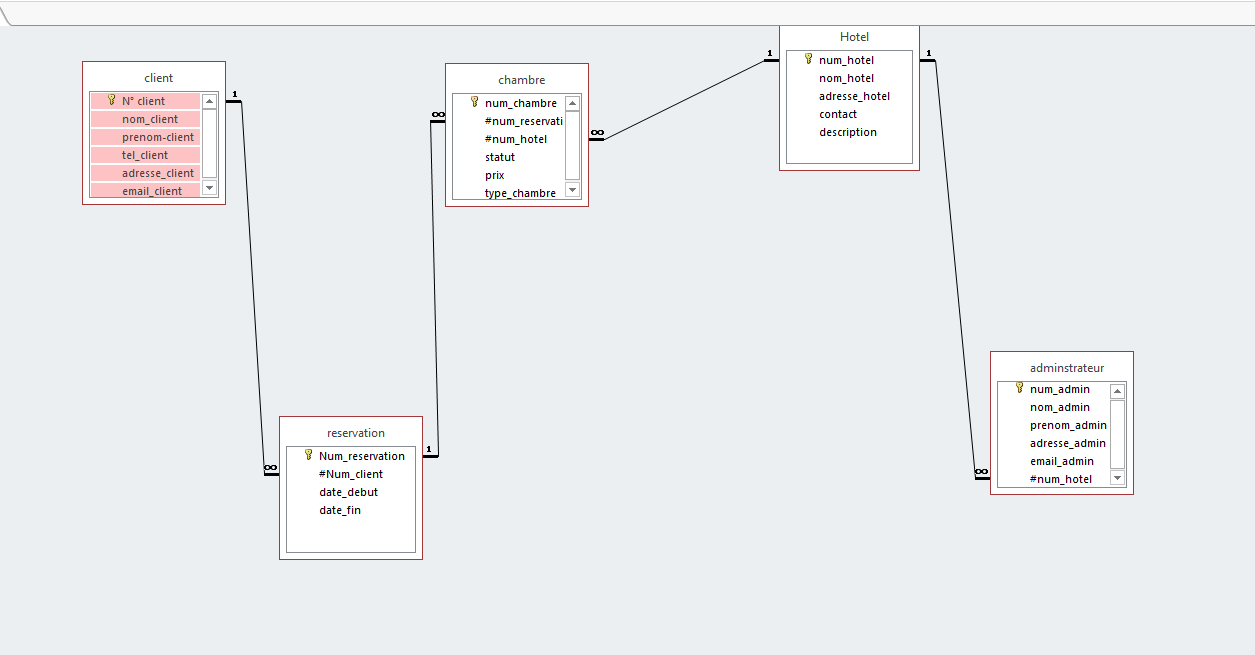 client
N° client
nom_client
prenom-client
tel_client
adresse_client
email_client
1
∞
reservation
Num_reservation
#Num_client
date_debut
date_fin
1
∞
chambre
num_chambre
#num_reservati
#num_hotel
statut
prix
type_chambre
∞
1
Hotel
num_hotel
nom_hotel
adresse_hotel
contact
description
1
∞
adminstrateur
num_admin
nom_admin
prenom_admin
adresse_admin
email_admin
#num_hotel